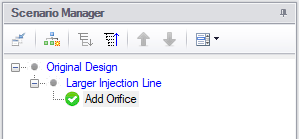 Scenario Manager
Original Design
Larger Injection Line
Add Orifice